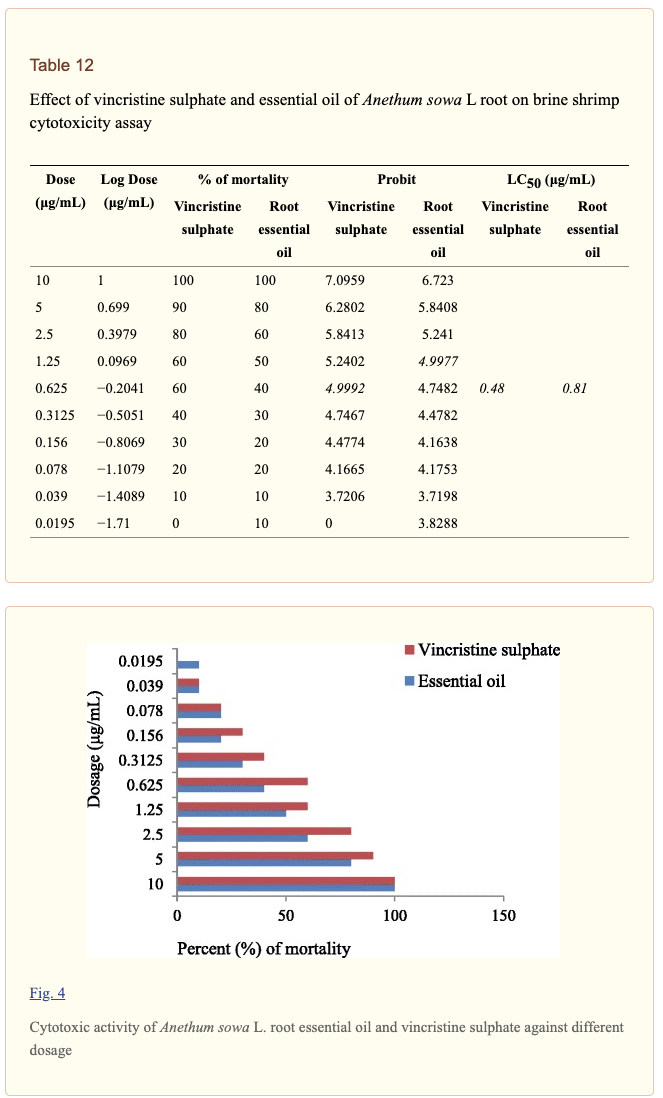 Table 12
Effect of vincristine sulphate and essential oil of Anethum sowa L root on brine shrimp
cytotoxicity assay
Dose Log Dose % of mortality Probit LC50 (μg/mL)
(μg/mL) (μg/mL) Vincristine Root Vincristine Root Vincristine Root
sulphate essential sulphate essential sulphate essential
oil oil oil
10 1 100 100 7.0959 6.723
5 0.699 90 80 6.2802 5.8408
2.5 0.3979 80 60 5.8413 5.241
1.25 0.0969 60 50 5.2402 4.9977
0.625 −0.2041 60 40 4.9992 4.7482 0.48 0.81
0.3125 −0.5051 40 30 4.7467 4.4782
0.156 −0.8069 30 20 4.4774 4.1638
0.078 −1.1079 20 20 4.1665 4.1753
0.039 −1.4089 10 10 3.7206 3.7198
0.0195 −1.71 0 10 0 3.8288
Vincristine sulphate
Essential oil
Dosage (μg/mL)
0.0195
0.039
0.078
0.156
0.3125
0.625
1.25
2.5
5
10
0 50 100 150
Percent (%) of mortality
Fig. 4
Cytotoxic activity of Anethum sowa L. root essential oil and vincristine sulphate against different
dosage